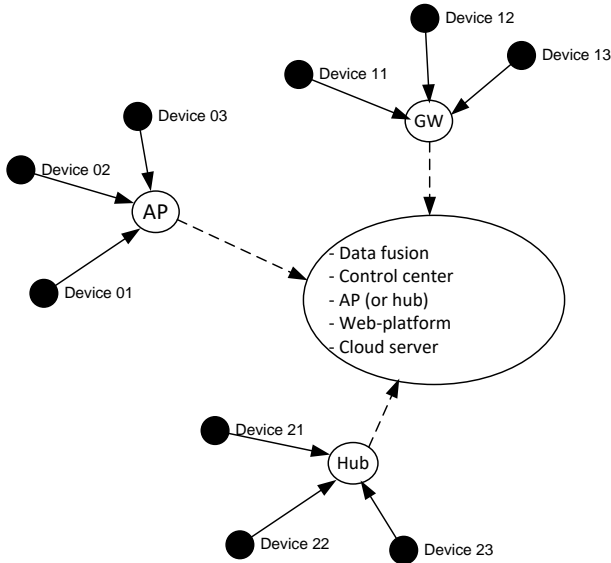 Device 12
Device 13
Device 11
GW
Device 03
Device 02
AP
Device 01
- Data fusion
- Control center
- AP (or hub)
- Web-platform
- Cloud server
Device 21
Hub
Device 22
Device 23